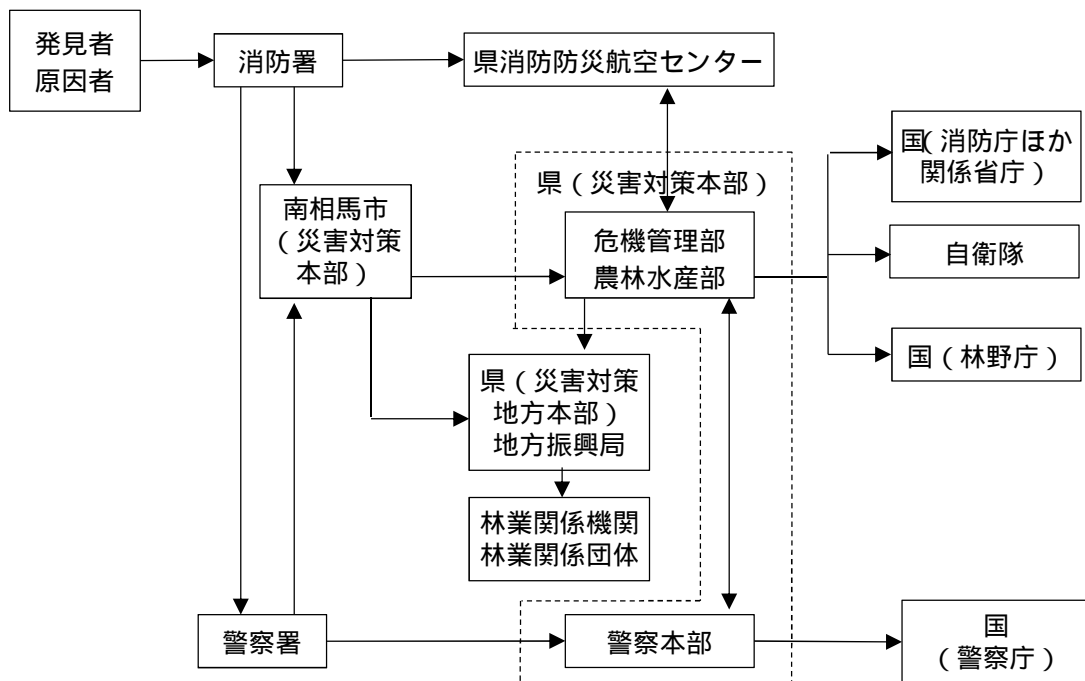 発見者
原因者
消防署
県消防防災航空センター
国(消防庁ほか
関係省庁)
県(災害対策本部)
南相馬市
(災害対策
本部)
危機管理部
農林水産部
自衛隊
国(林野庁)
県(災害対策
地方本部)
地方振興局
林業関係機関
林業関係団体
警察署
警察本部
国
(警察庁)